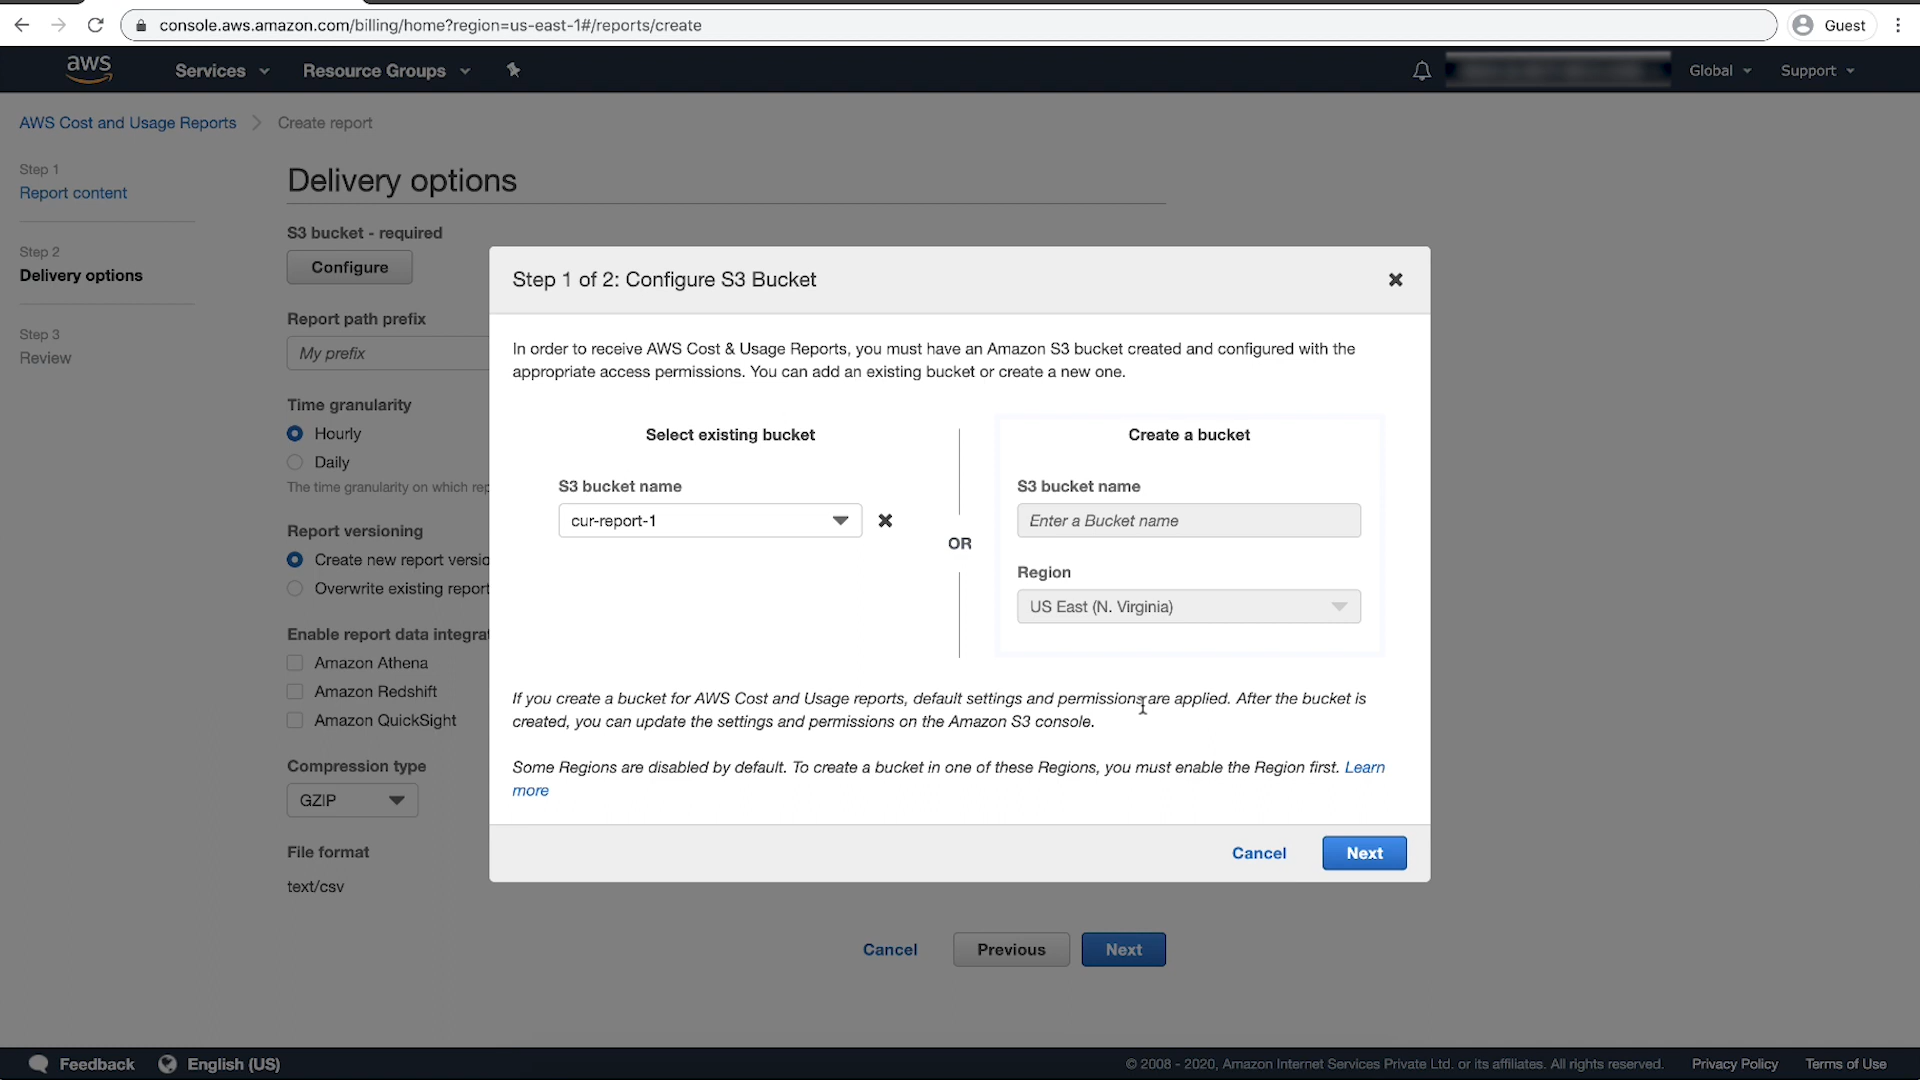 console.aws.amazon.com/billing/home?region=us-east-1#/reports/create
Guest
aws
Services
Resource Groups
Global
Support
AWS Cost and Usage Reports
Create report
Step 1
Report content
Step 2
Delivery options
Step 3
Review
Delivery options
S3 bucket - required
Configure
Report path prefix
My prefix
Time granularity
Hourly
Daily
The time granularity on which rep
Report versioning
Create new report versio
Overwrite existing report
Enable report data integrat
Amazon Athena
Amazon Redshift
Amazon QuickSight
Compression type
GZIP
File format
text/csv
Step 1 of 2: Configure S3 Bucket
In order to receive AWS Cost & Usage Reports, you must have an Amazon S3 bucket created and configured with the
appropriate access permissions. You can add an existing bucket or create a new one.
Select existing bucket
S3 bucket name
cur-report-1
OR
Create a bucket
S3 bucket name
Enter a Bucket name
Region
US East (N. Virginia)
If you create a bucket for AWS Cost and Usage reports, default settings and permissions are applied. After the bucket is
created, you can update the settings and permissions on the Amazon S3 console.
Some Regions are disabled by default. To create a bucket in one of these Regions, you must enable the Region first. Learn
more
Cancel
Next
Cancel
Previous
Next
Feedback
English (US)
© 2008 - 2020, Amazon Internet Services Private Ltd. or its affiliates. All rights reserved.
Privacy Policy
Terms of Use